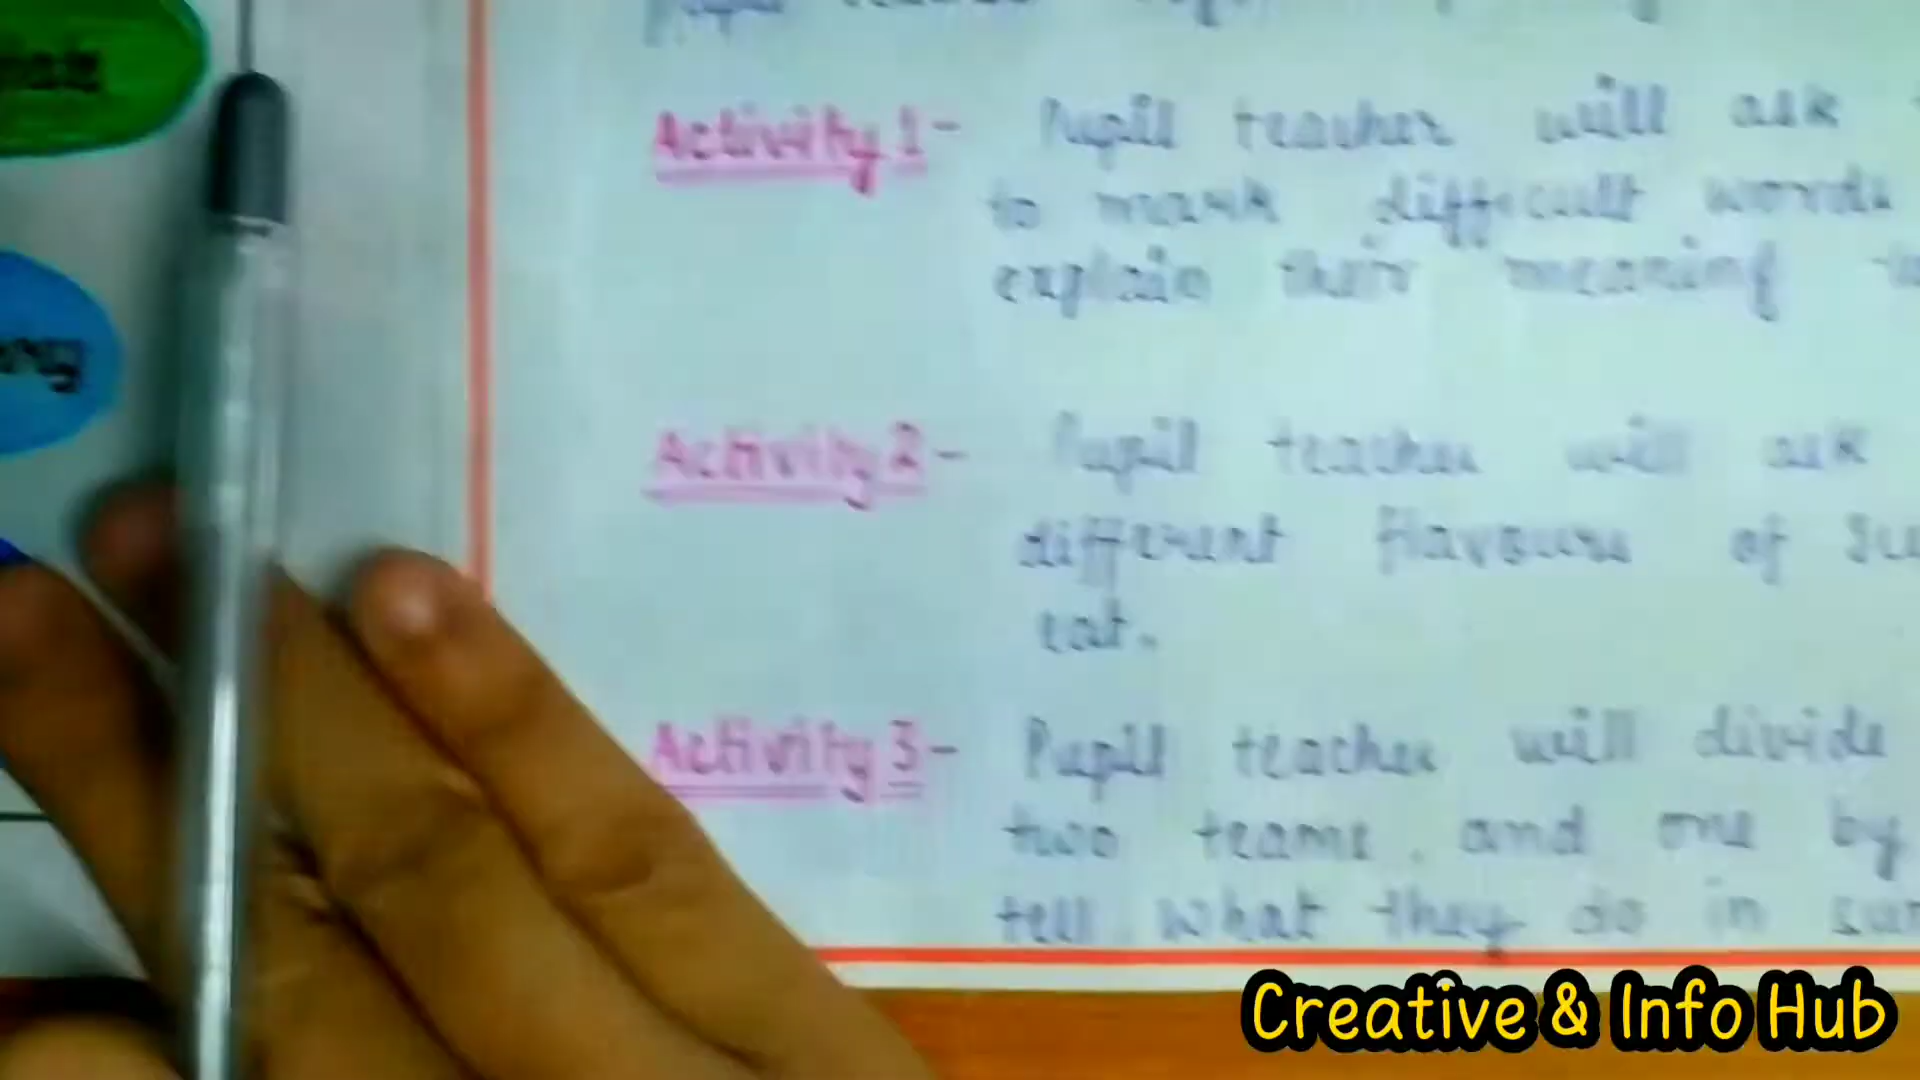 Pupil teacher
Activity 1 - Pupil teacher will ask
to mark difficult words
explain their meaning
Activity 2 - Pupil teacher will ask
different flavours of
eat.
Activity 3 - Pupil teacher will divide
two teams. and one by
tell what they do in
Creative & Info Hub